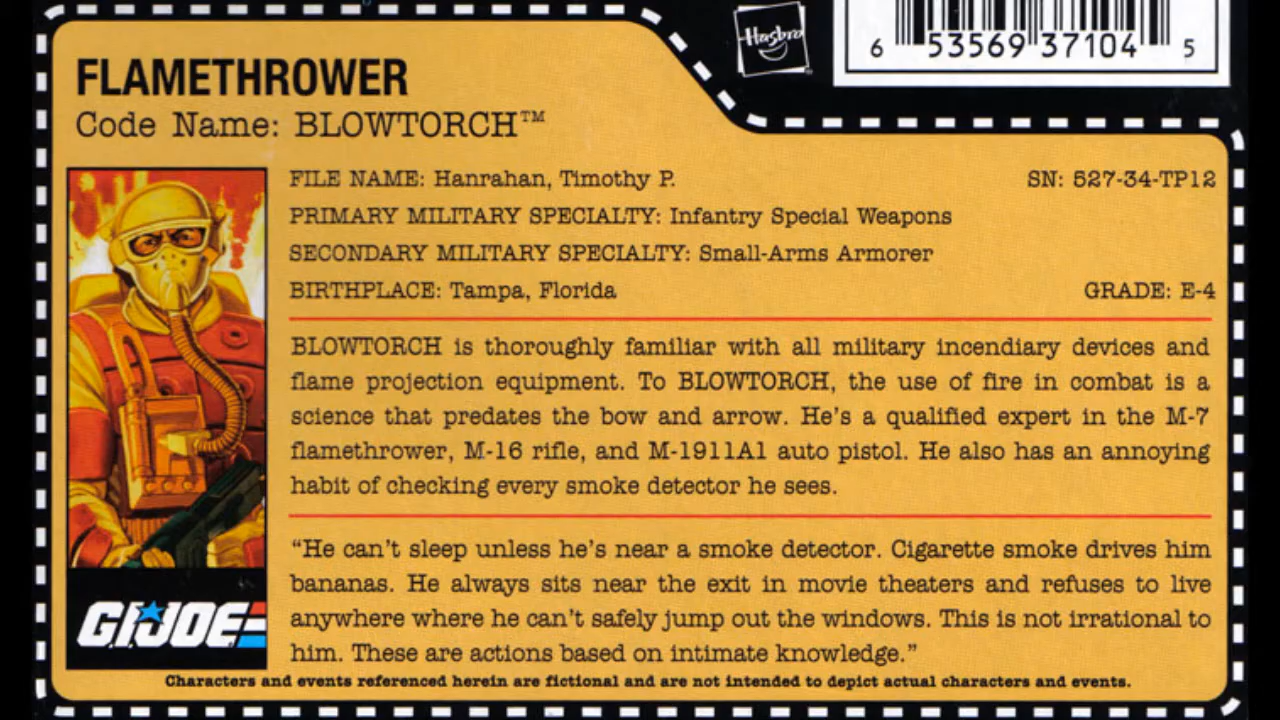 Hasbro
6 53569 37104 5
FLAMETHROWER
Code Name: BLOWTORCH™
FILE NAME: Hanrahan, Timothy P. SN: 527-34-TP12
PRIMARY MILITARY SPECIALTY: Infantry Special Weapons
SECONDARY MILITARY SPECIALTY: Small-Arms Armorer
BIRTHPLACE: Tampa, Florida GRADE: E-4
BLOWTORCH is thoroughly familiar with all military incendiary devices and
flame projection equipment. To BLOWTORCH, the use of fire in combat is a
science that predates the bow and arrow. He's a qualified expert in the M-7
flamethrower, M-16 rifle, and M-1911A1 auto pistol. He also has an annoying
habit of checking every smoke detector he sees.
“He can't sleep unless he's near a smoke detector. Cigarette smoke drives him
bananas. He always sits near the exit in movie theaters and refuses to live
anywhere where he can't safely jump out the windows. This is not irrational to
him. These are actions based on intimate knowledge.”
G.I. JOE
Characters and events referenced herein are fictional and are not intended to depict actual characters and events.